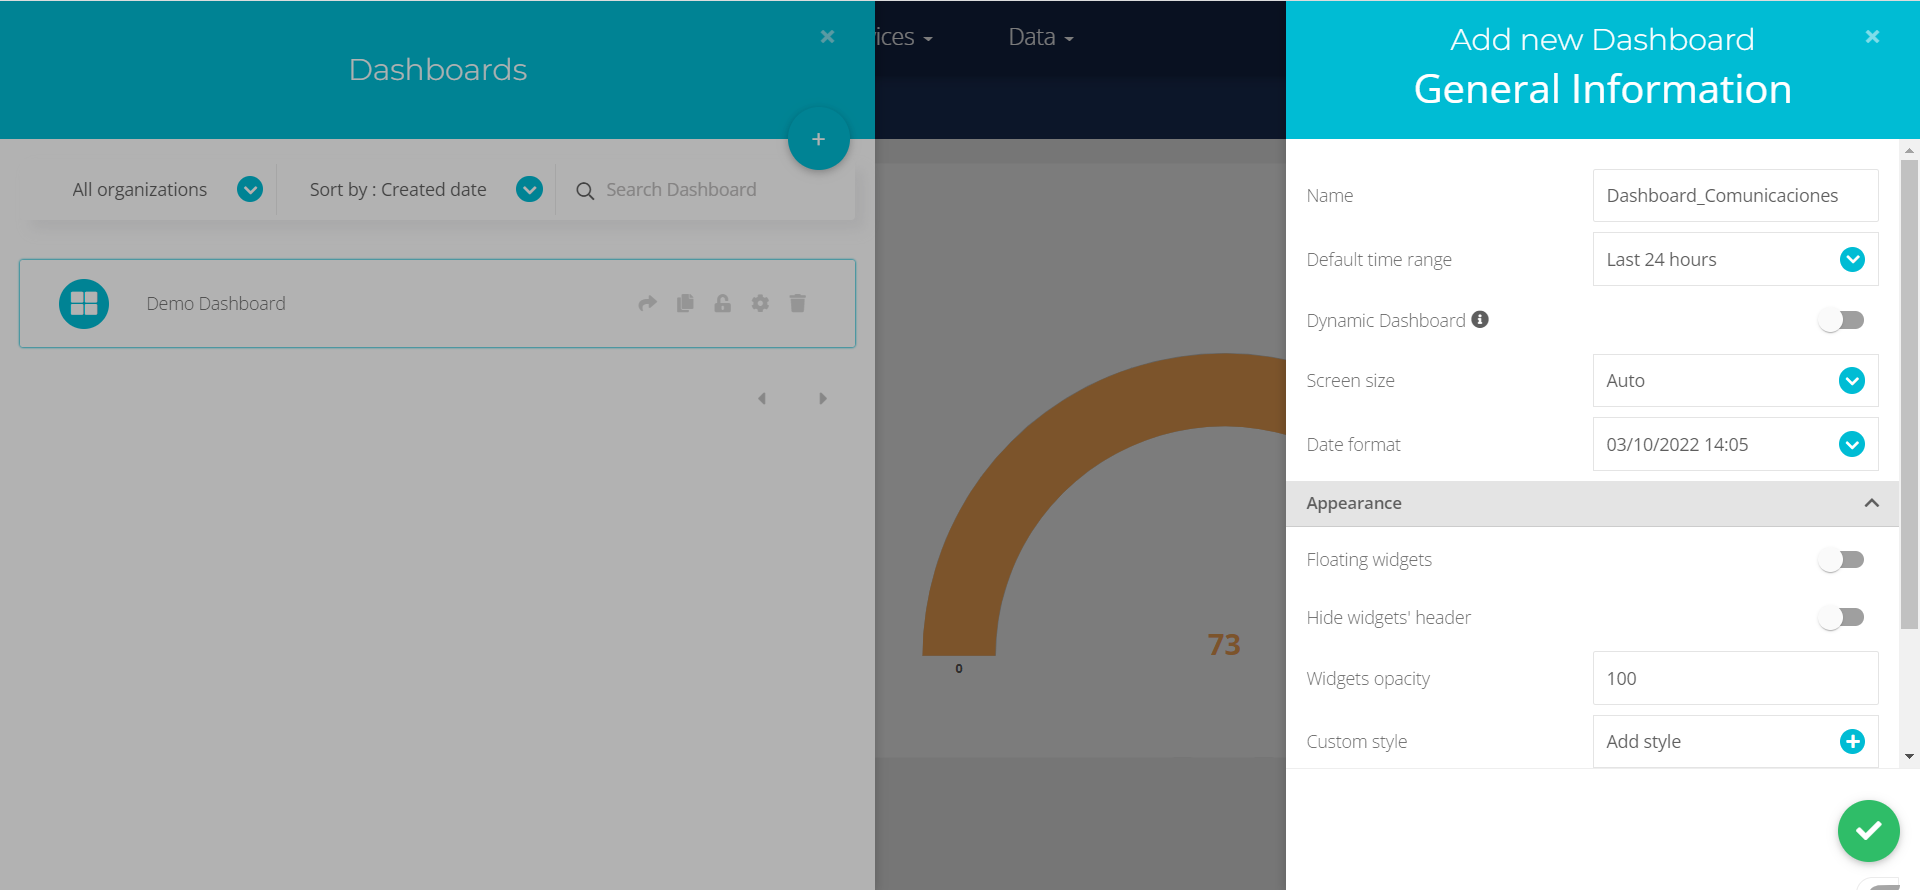 Dashboards
Data
All organizations
Sort by : Created date
Search Dashboard
Demo Dashboard
73
0
Add new Dashboard
General Information
Name
Dashboard_Comunicaciones
Default time range
Last 24 hours
Dynamic Dashboard
Screen size
Auto
Date format
03/10/2022 14:05
Appearance
Floating widgets
Hide widgets' header
Widgets opacity
100
Custom style
Add style